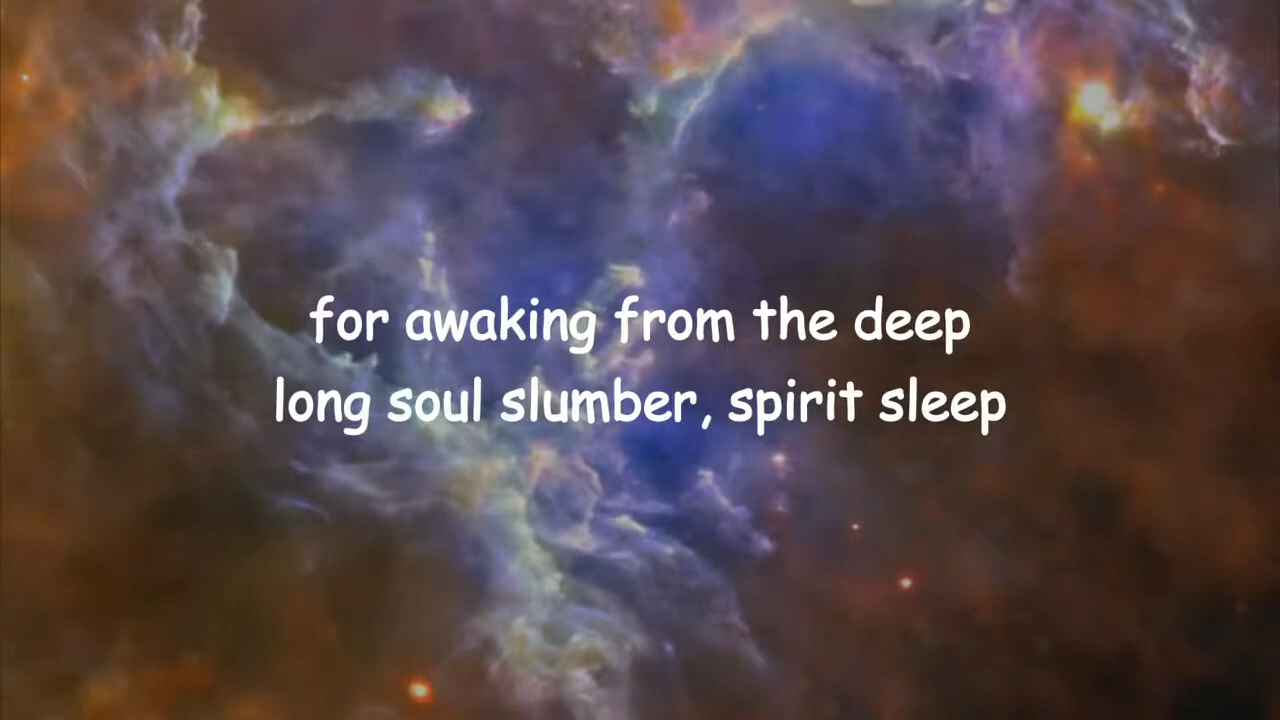 for awaking from the deep
long soul slumber, spirit sleep